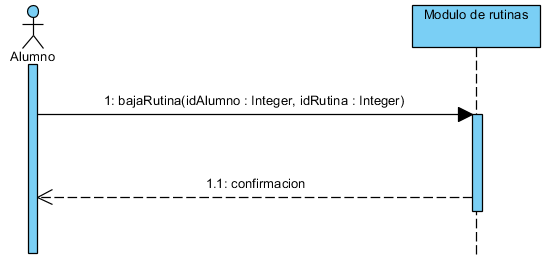 Modulo de rutinas
Alumno
1: bajaRutina(idAlumno : Integer, idRutina : Integer)
1.1: confirmacion